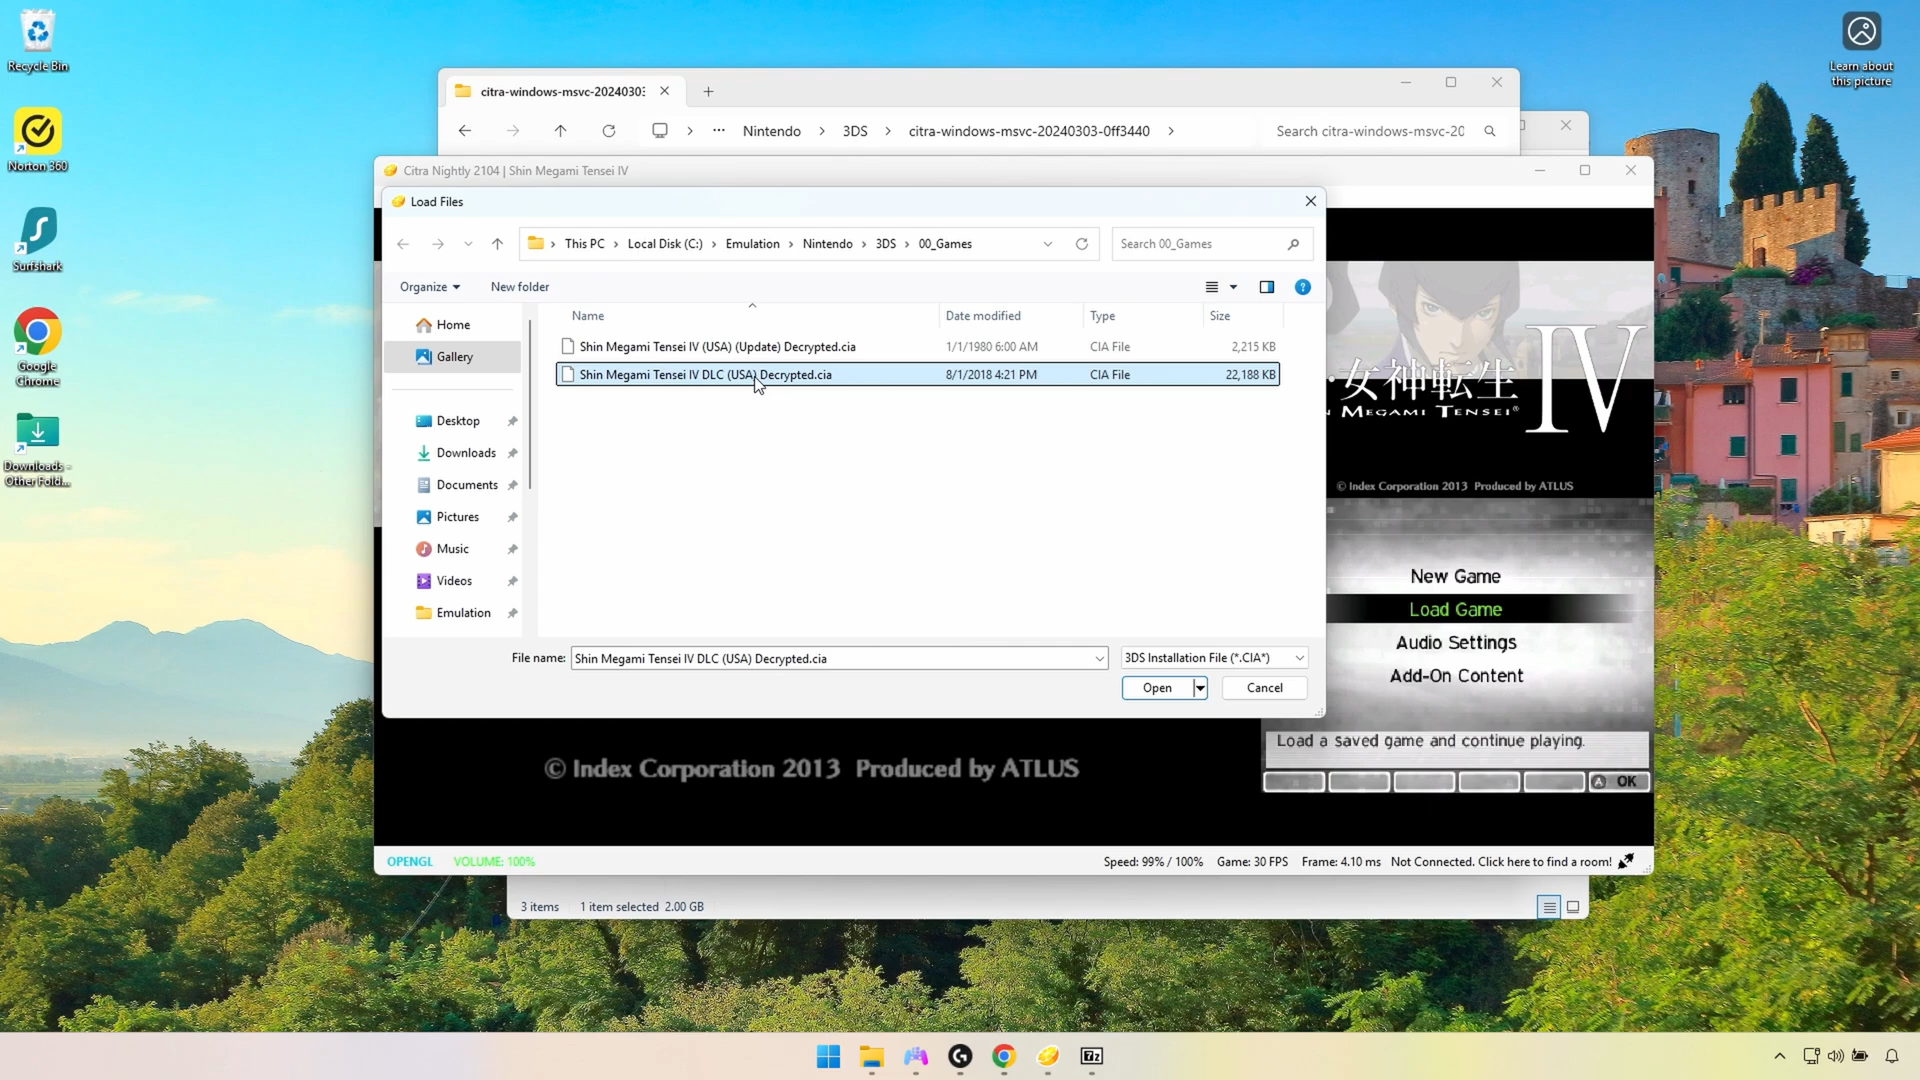 Recycle Bin
Norton 360
Surfshark
Google
Chrome
Downloads -
Other Fold...
Learn about
this picture
citra-windows-msvc-20240303
Nintendo > 3DS > citra-windows-msvc-20240303-0ff3440 >
Search citra-windows-msvc-20
Citra Nightly 2104 | Shin Megami Tensei IV
Load Files
This PC > Local Disk (C:) > Emulation > Nintendo > 3DS > 00_Games
Search 00_Games
Organize
New folder
Home
Gallery
Desktop
Downloads
Documents
Pictures
Music
Videos
Emulation
Name Date modified Type Size
Shin Megami Tensei IV (USA) (Update) Decrypted.cia 1/1/1980 6:00 AM CIA File 2,215 KB
Shin Megami Tensei IV DLC (USA) Decrypted.cia 8/1/2018 4:21 PM CIA File 22,188 KB
File name: Shin Megami Tensei IV DLC (USA) Decrypted.cia
3DS Installation File (*.CIA*)
Open
Cancel
女神転生 IV
N MEGAMI TENSEI®
© Index Corporation 2013 Produced by ATLUS
New Game
Load Game
Audio Settings
Add-On Content
Load a saved game and continue playing.
A OK
© Index Corporation 2013 Produced by ATLUS
OPENGL VOLUME: 100%
Speed: 99% / 100% Game: 30 FPS Frame: 4.10 ms Not Connected. Click here to find a room!
3 items 1 item selected 2.00 GB
7z